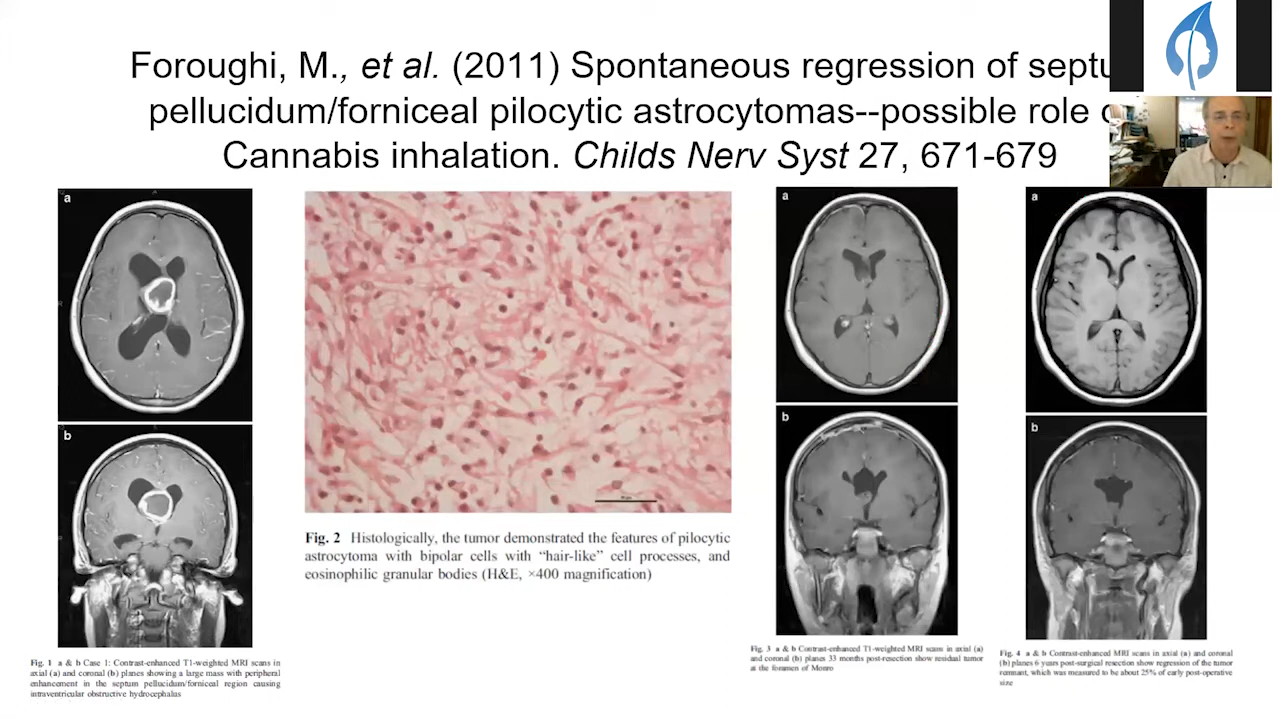 Foroughi, M., et al. (2011) Spontaneous regression of septu
pellucidum/forniceal pilocytic astrocytomas--possible role
Cannabis inhalation. Childs Nerv Syst 27, 671-679
a
b
Fig. 1 a & b Case 1: Contrast-enhanced T1-weighted MRI scans in
axial (a) and coronal (b) planes showing a large mass with peripheral
enhancement in the septum pellucidum/forniceal region causing
intraventricular obstructive hydrocephalus
Fig. 2 Histologically, the tumor demonstrated the features of pilocytic
astrocytoma with bipolar cells with “hair-like” cell processes, and
eosinophilic granular bodies (H&E, ×400 magnification)
a
b
Fig. 3 a & b Contrast-enhanced T1-weighted MRI scans in axial (a)
and coronal (b) planes 33 months post-resection show residual tumor
at the foramen of Monro
a
b
Fig. 4 a & b Contrast-enhanced MRI scans in axial (a) and coronal
(b) planes 6 years post-surgical resection show regression of the tumor
remnant, which was measured to be about 25% of early post-operative
size